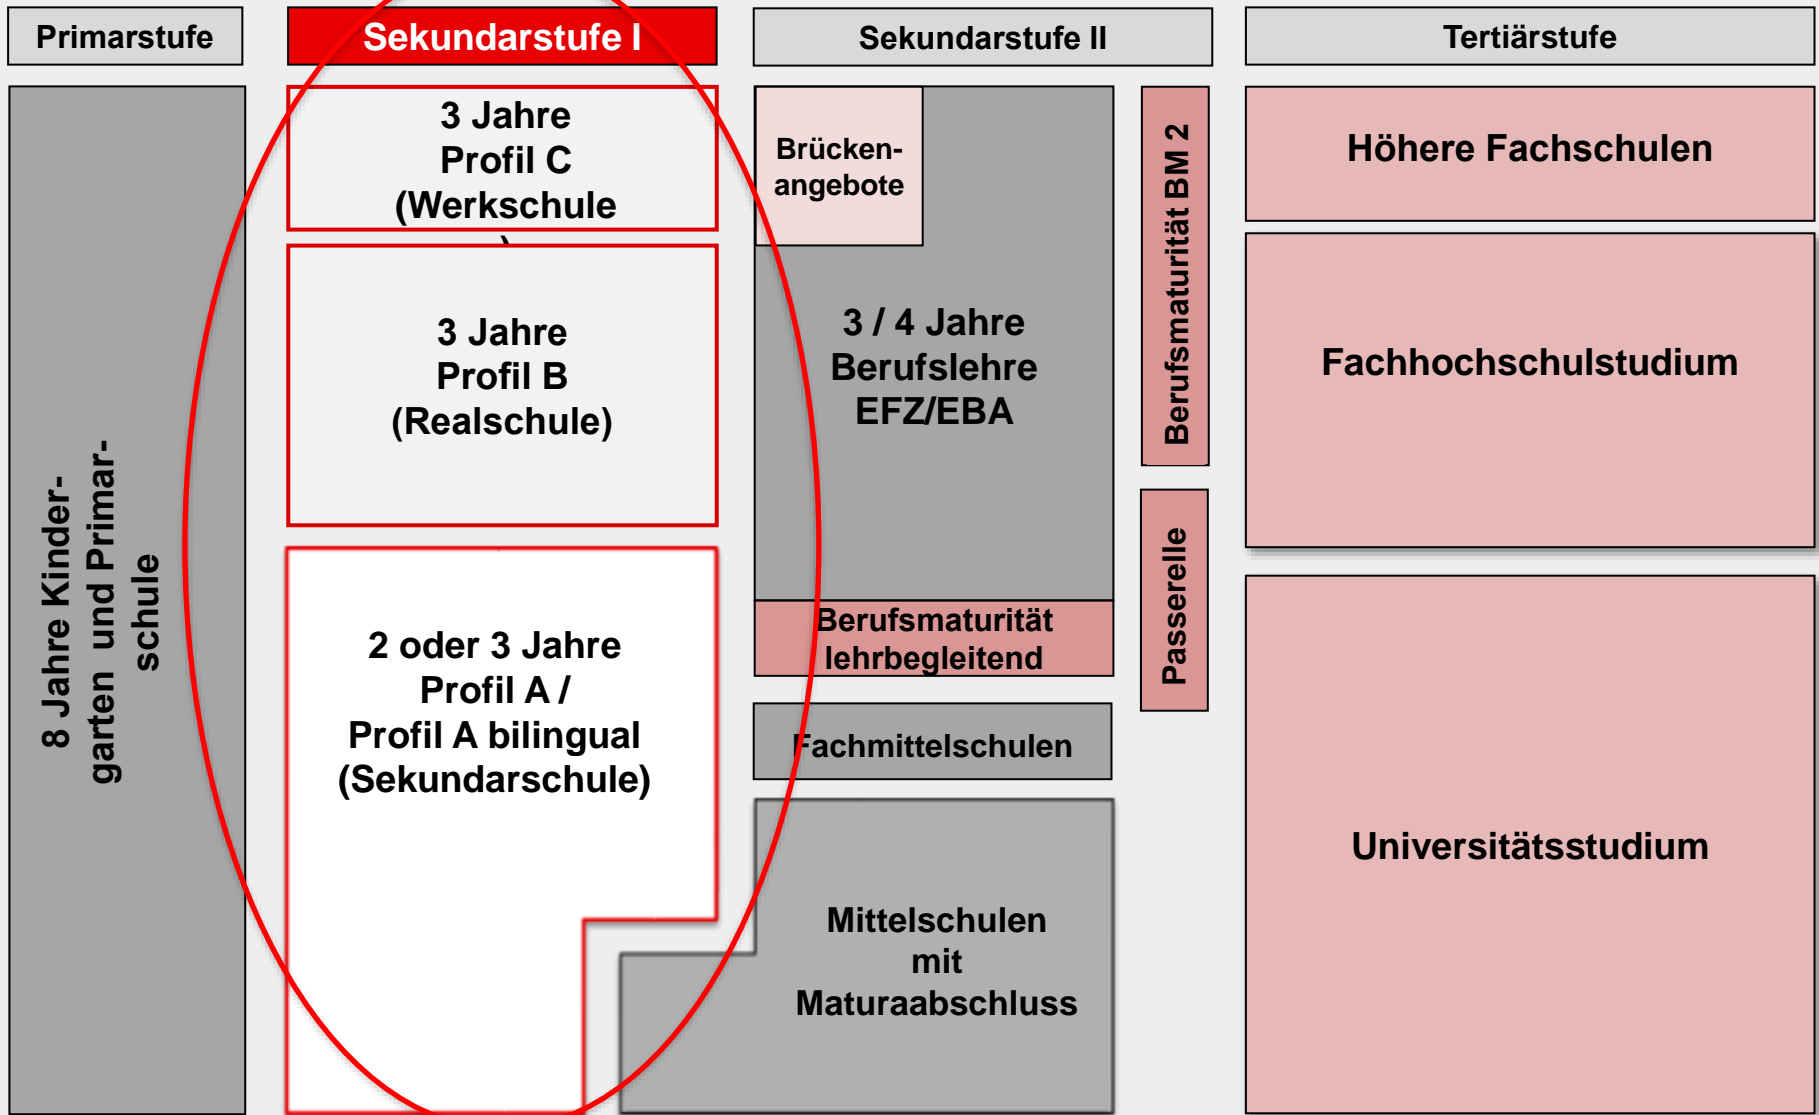 Primarstufe
Sekundarstufe I
Sekundarstufe II
Tertiärstufe
8 Jahre Kinder-
garten und Primar-
schule
3 Jahre
Profil C
(Werkschule
)
3 Jahre
Profil B
(Realschule)
2 oder 3 Jahre
Profil A /
Profil A bilingual
(Sekundarschule)
Brücken-
angebote
3 / 4 Jahre
Berufslehre
EFZ/EBA
Berufsmaturität
lehrbegleitend
Fachmittelschulen
Mittelschulen
mit
Maturaabschluss
Berufsmaturität BM 2
Passerelle
Höhere Fachschulen
Fachhochschulstudium
Universitätsstudium